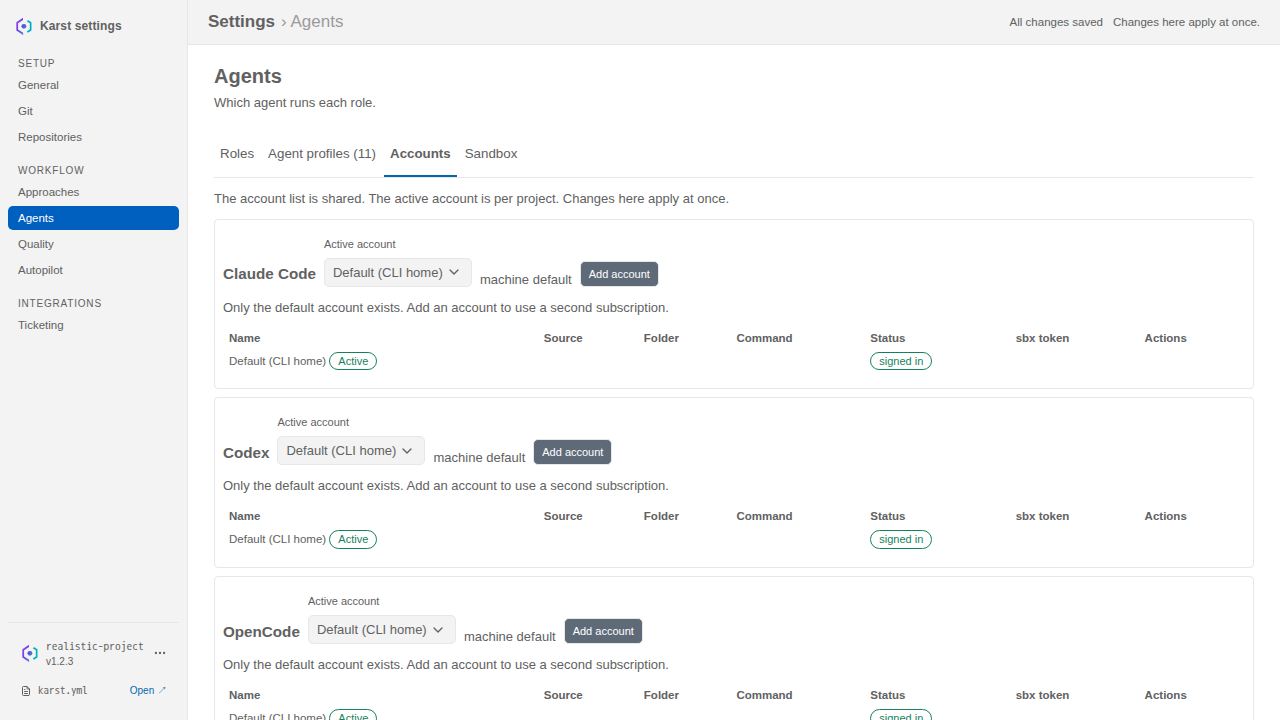 Karst settings
SETUP
General
Git
Repositories
WORKFLOW
Approaches
Agents
Quality
Autopilot
INTEGRATIONS
Ticketing
realistic-project
v1.2.3
karst.yml Open ↗
Settings › Agents
All changes saved Changes here apply at once.
Agents
Which agent runs each role.
Roles Agent profiles (11) Accounts Sandbox
The account list is shared. The active account is per project. Changes here apply at once.
Active account
Claude Code Default (CLI home) machine default Add account
Only the default account exists. Add an account to use a second subscription.
Name Source Folder Command Status sbx token Actions
Default (CLI home) Active signed in
Active account
Codex Default (CLI home) machine default Add account
Only the default account exists. Add an account to use a second subscription.
Name Source Folder Command Status sbx token Actions
Default (CLI home) Active signed in
Active account
OpenCode Default (CLI home) machine default Add account
Only the default account exists. Add an account to use a second subscription.
Name Source Folder Command Status sbx token Actions
Default (CLI home) Active signed in